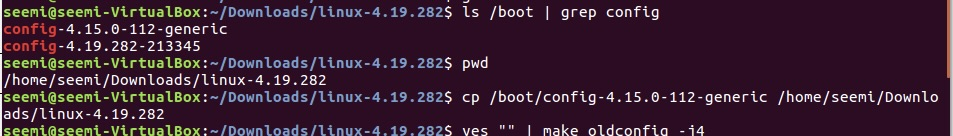 seemi@seemi-VirtualBox:~/Downloads/linux-4.19.282$ ls /boot | grep config
config-4.15.0-112-generic
config-4.19.282-213345
seemi@seemi-VirtualBox:~/Downloads/linux-4.19.282$ pwd
/home/seemi/Downloads/linux-4.19.282
seemi@seemi-VirtualBox:~/Downloads/linux-4.19.282$ cp /boot/config-4.15.0-112-generic /home/seemi/Downlo
ads/linux-4.19.282
seemi@seemi-VirtualBox:~/Downloads/linux-4.19.282$ yes "" | make oldconfig -j4